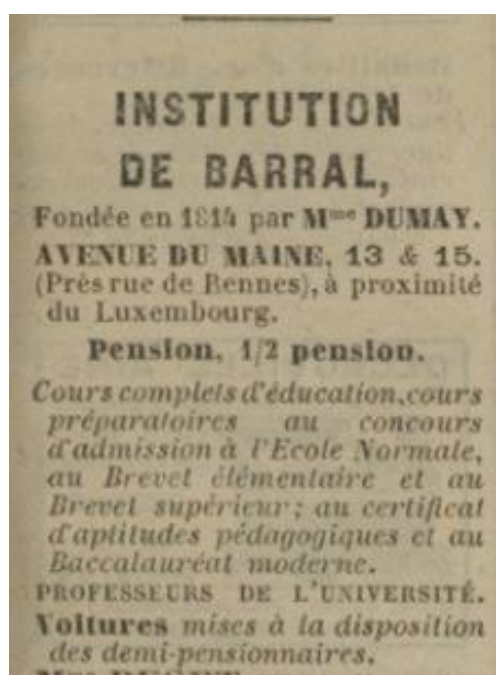 INSTITUTION
DE BARRAL,
Fondée en 1814 par Mme DUMAY.
AVENUE DU MAINE, 13 & 15.
(Près rue de Rennes), à proximité
du Luxembourg.
Pension, 1/2 pension.
Cours complets d'éducation, cours
préparatoires au concours
d'admission à l'Ecole Normale,
au Brevet élémentaire et au
Brevet supérieur; au certificat
d'aptitudes pédagogiques et au
Baccalauréat moderne.
PROFESSEURS DE L'UNIVERSITÉ.
Voitures mises à la disposition
des demi-pensionnaires.